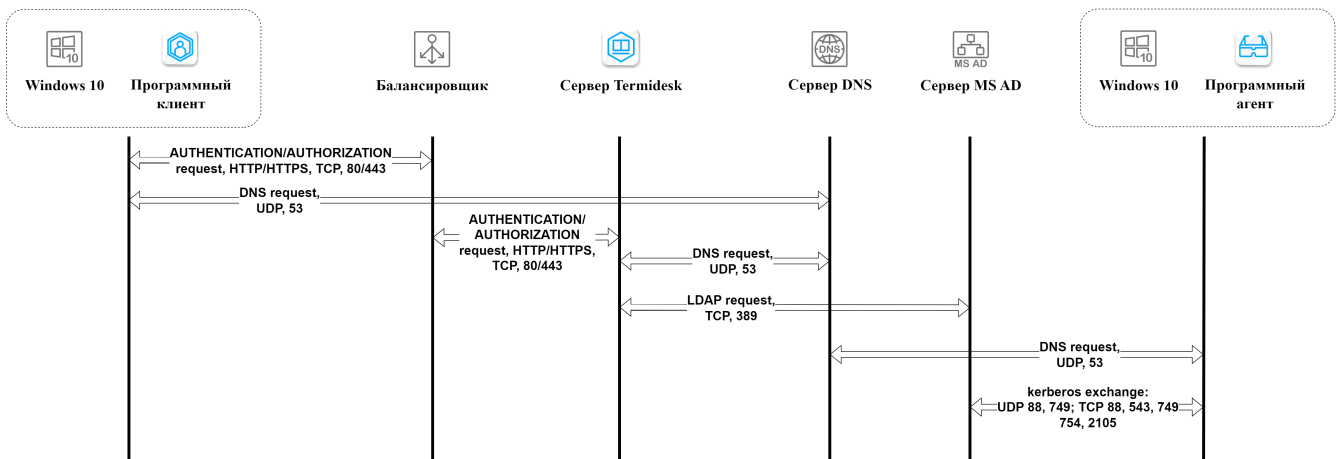 10
DNS
MS AD
10
Windows 10
Программный
клиент
Балансировщик
Сервер Termidesk
Сервер DNS
Сервер MS AD
Windows 10
Программный
агент
AUTHENTICATION/AUTHORIZATION
request, HTTP/HTTPS, TCP, 80/443
DNS request,
UDP, 53
AUTHENTICATION/
AUTHORIZATION
request, HTTP/HTTPS,
TCP, 80/443
DNS request,
UDP, 53
LDAP request,
TCP, 389
DNS request,
UDP, 53
kerberos exchange:
UDP 88, 749; TCP 88, 543, 749
754, 2105